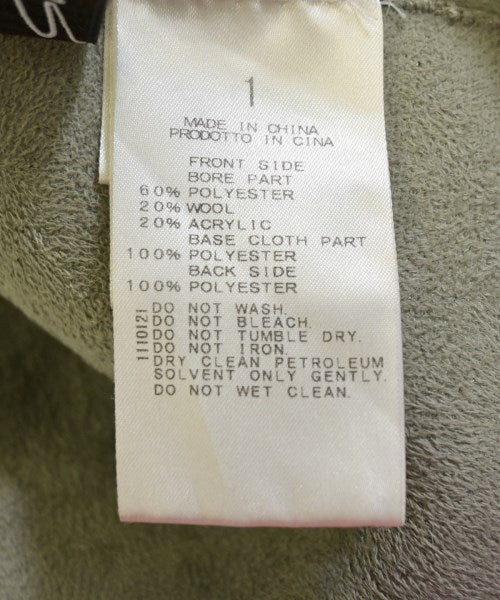 1
MADE IN CHINA
PRODOTTO IN CINA
FRONT SIDE
BORE PART
60% POLYESTER
20% WOOL
20% ACRYLIC
BASE CLOTH PART
100% POLYESTER
BACK SIDE
100% POLYESTER
DO NOT WASH.
DO NOT BLEACH.
DO NOT TUMBLE DRY.
DO NOT IRON.
DRY CLEAN PETROLEUM
SOLVENT ONLY GENTLY.
DO NOT WET CLEAN.
1110121